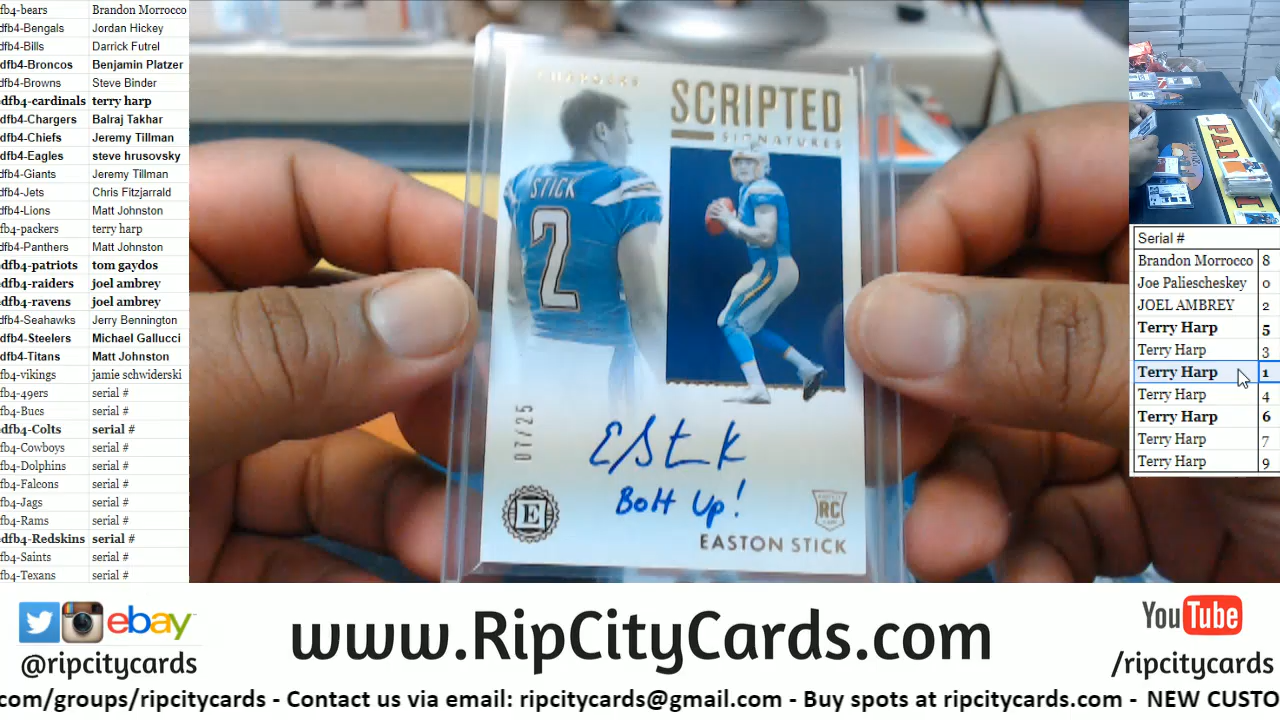 fb4-bears Brandon Morrocco
dfb4-Bengals Jordan Hickey
dfb4-Bills Darrick Futrel
dfb4-Broncos Benjamin Platzer
dfb4-Browns Steve Binder
dfb4-cardinals terry harp
dfb4-Chargers Balraj Takhar
dfb4-Chiefs Jeremy Tillman
dfb4-Eagles steve hrusovsky
dfb4-Giants Jeremy Tillman
dfb4-Jets Chris Fitzjarrald
dfb4-Lions Matt Johnston
fb4-packers terry harp
dfb4-Panthers Matt Johnston
dfb4-patriots tom gaydos
dfb4-raiders joel ambrey
dfb4-ravens joel ambrey
dfb4-Seahawks Jerry Bennington
dfb4-Steelers Michael Gallucci
dfb4-Titans Matt Johnston
fb4-vikings jamie schwiderski
fb4-49ers serial #
fb4-Bucs serial #
dfb4-Colts serial #
fb4-Cowboys serial #
fb4-Dolphins serial #
fb4-Falcons serial #
fb4-Jags serial #
fb4-Rams serial #
dfb4-Redskins serial #
fb4-Saints serial #
fb4-Texans serial #
CHARGERS
SCRIPTED
SIGNATURES
STICK
2
07/25
E Stick
Bolt Up!
E
RC
EASTON STICK
PANINI
Serial #
Brandon Morrocco 8
Joe Paliescheskey 0
JOEL AMBREY 2
Terry Harp 5
Terry Harp 3
Terry Harp 1
Terry Harp 4
Terry Harp 6
Terry Harp 7
Terry Harp 9
ebay
@ripcitycards
www.RipCityCards.com
YouTube
/ripcitycards
com/groups/ripcitycards - Contact us via email: ripcitycards@gmail.com - Buy spots at ripcitycards.com - NEW CUSTO